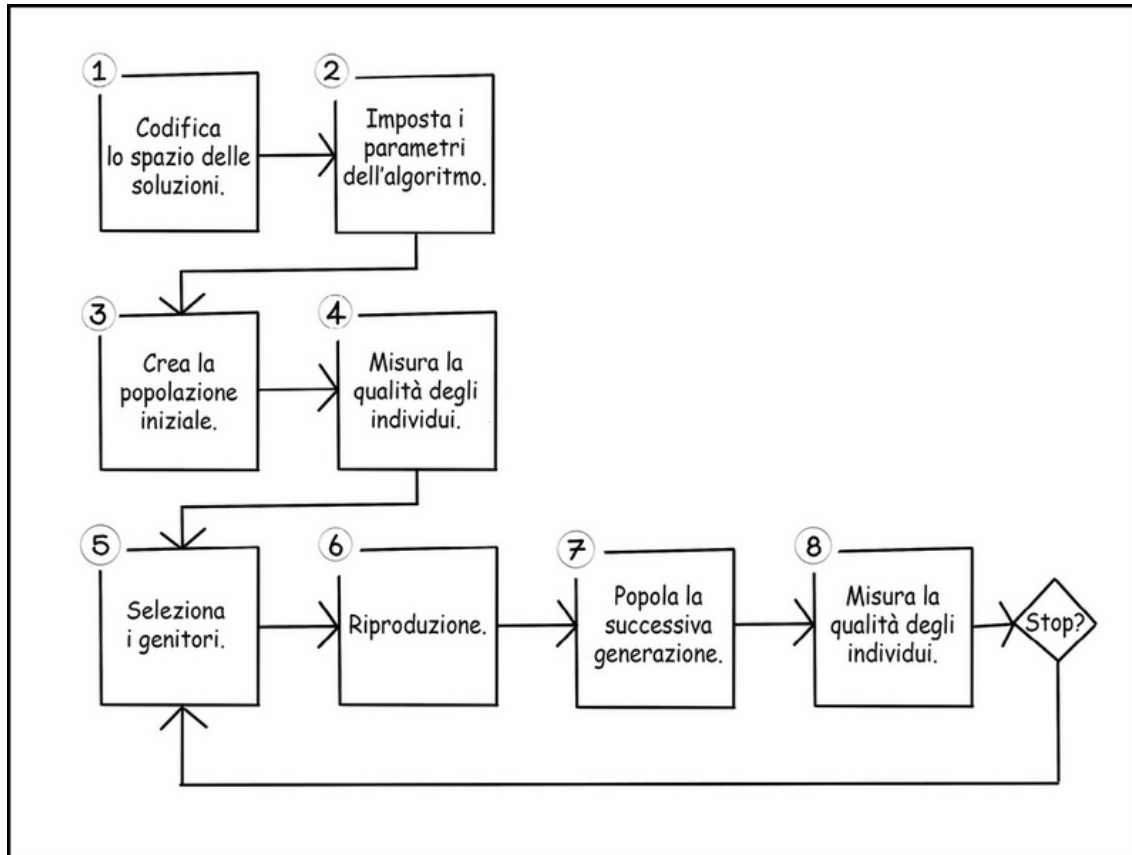 1
Codifica
lo spazio delle
soluzioni.
2
Imposta i
parametri
dell'algoritmo.
3
Crea la
popolazione
iniziale.
4
Misura la
qualità degli
individui.
5
Seleziona
i genitori.
6
Riproduzione.
7
Popola la
successiva
generazione.
8
Misura la
qualità degli
individui.
Stop?